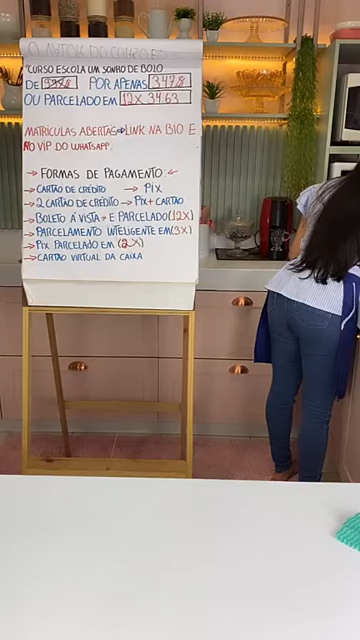 "CURSO ESCOLA UM SONHO DE BOLO
DE POR APENAS 347,8
OU PARCELADO EM 12X 34,63
MATRICULAS ABERTAS LINK NA BIO E
NO VIP DO WHATSAPP.
→ FORMAS DE PAGAMENTO: ←
→ CARTÃO DE CRÉDITO → PIX
→ 2 CARTÃO DE CRÉDITO → PIX + CARTÃO
→ BOLETO Á VISTA - E PARCELADO (12X)
→ PARCELAMENTO INTELIGENTE EM (3X)
→ PIX PARCELADO EM (2X)
→ CARTÃO VIRTUAL DA CAIXA